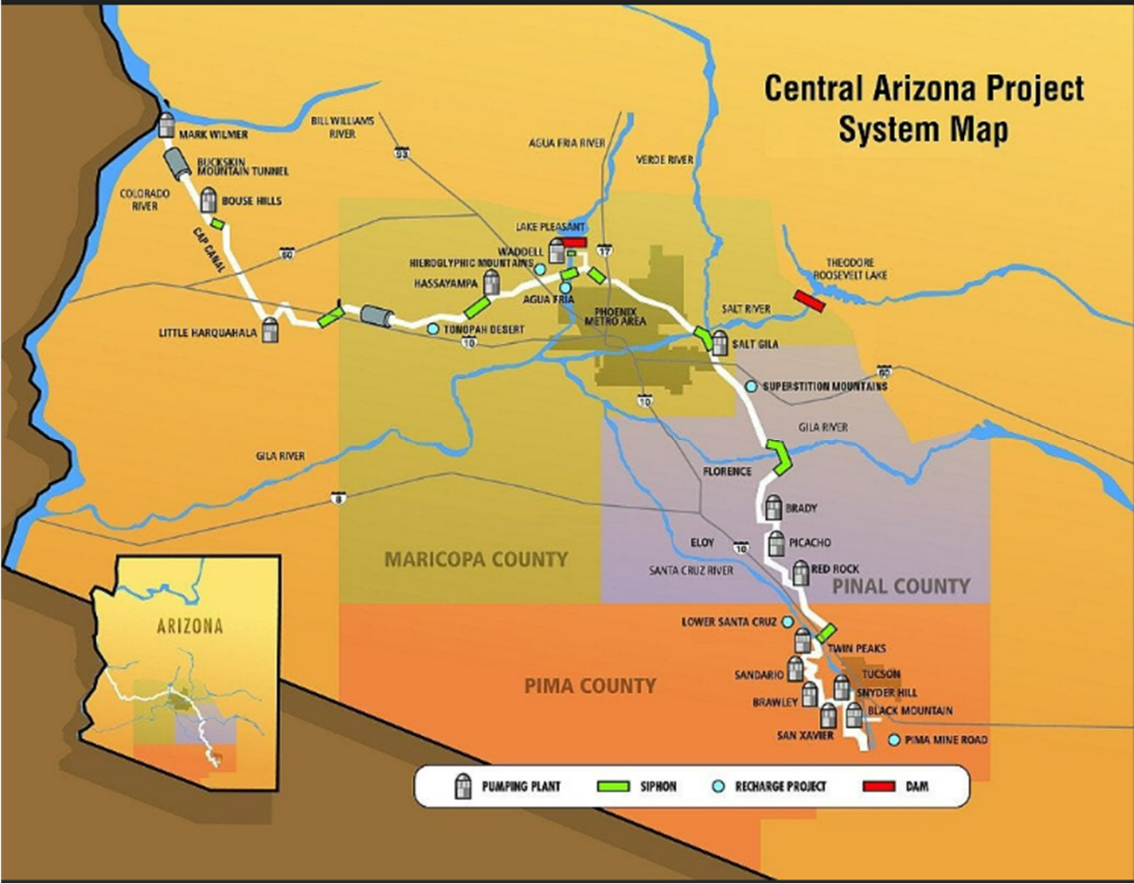 Central Arizona Project
System Map
MARK WILMER
BUCKSKIN
MOUNTAIN TUNNEL
BILL WILLIAMS
RIVER
93
AGUA FRIA RIVER
VERDE RIVER
COLORADO
RIVER
BOUSE HILLS
CAP CANAL
60
LAKE PLEASANT
WADDELL
17
HIEROGLYPHIC MOUNTAINS
HASSAYAMPA
AGUA FRIA
THEODORE
ROOSEVELT LAKE
SALT RIVER
PHOENIX
METRO AREA
LITTLE HARQUAHALA
TONOPAH DESERT
10
SALT GILA
60
SUPERSTITION MOUNTAINS
10
GILA RIVER
GILA RIVER
FLORENCE
8
BRADY
ELOY
10
PICACHO
MARICOPA COUNTY
SANTA CRUZ RIVER
RED ROCK
PINAL COUNTY
LOWER SANTA CRUZ
ARIZONA
TWIN PEAKS
SANDARIO
TUCSON
PIMA COUNTY
SNYDER HILL
BRAWLEY
BLACK MOUNTAIN
SAN XAVIER
PIMA MINE ROAD
PUMPING PLANT
SIPHON
RECHARGE PROJECT
DAM